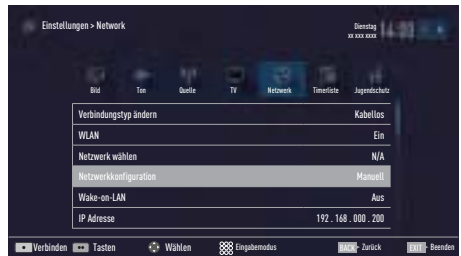 Einstellungen > Network
Dienstag
xx xxx xxxx
Bild Ton Quelle TV Netzwerk Timerliste Jugendschutz
Verbindungstyp ändern Kabellos
WLAN Ein
Netzwerk wählen N/A
Netzwerkkonfiguration Manuell
Wake-on-LAN Aus
IP Adresse 192 . 168 . 000 . 200
Verbinden Tasten Wählen Eingabemodus BACK - Zurück EXIT - Beenden